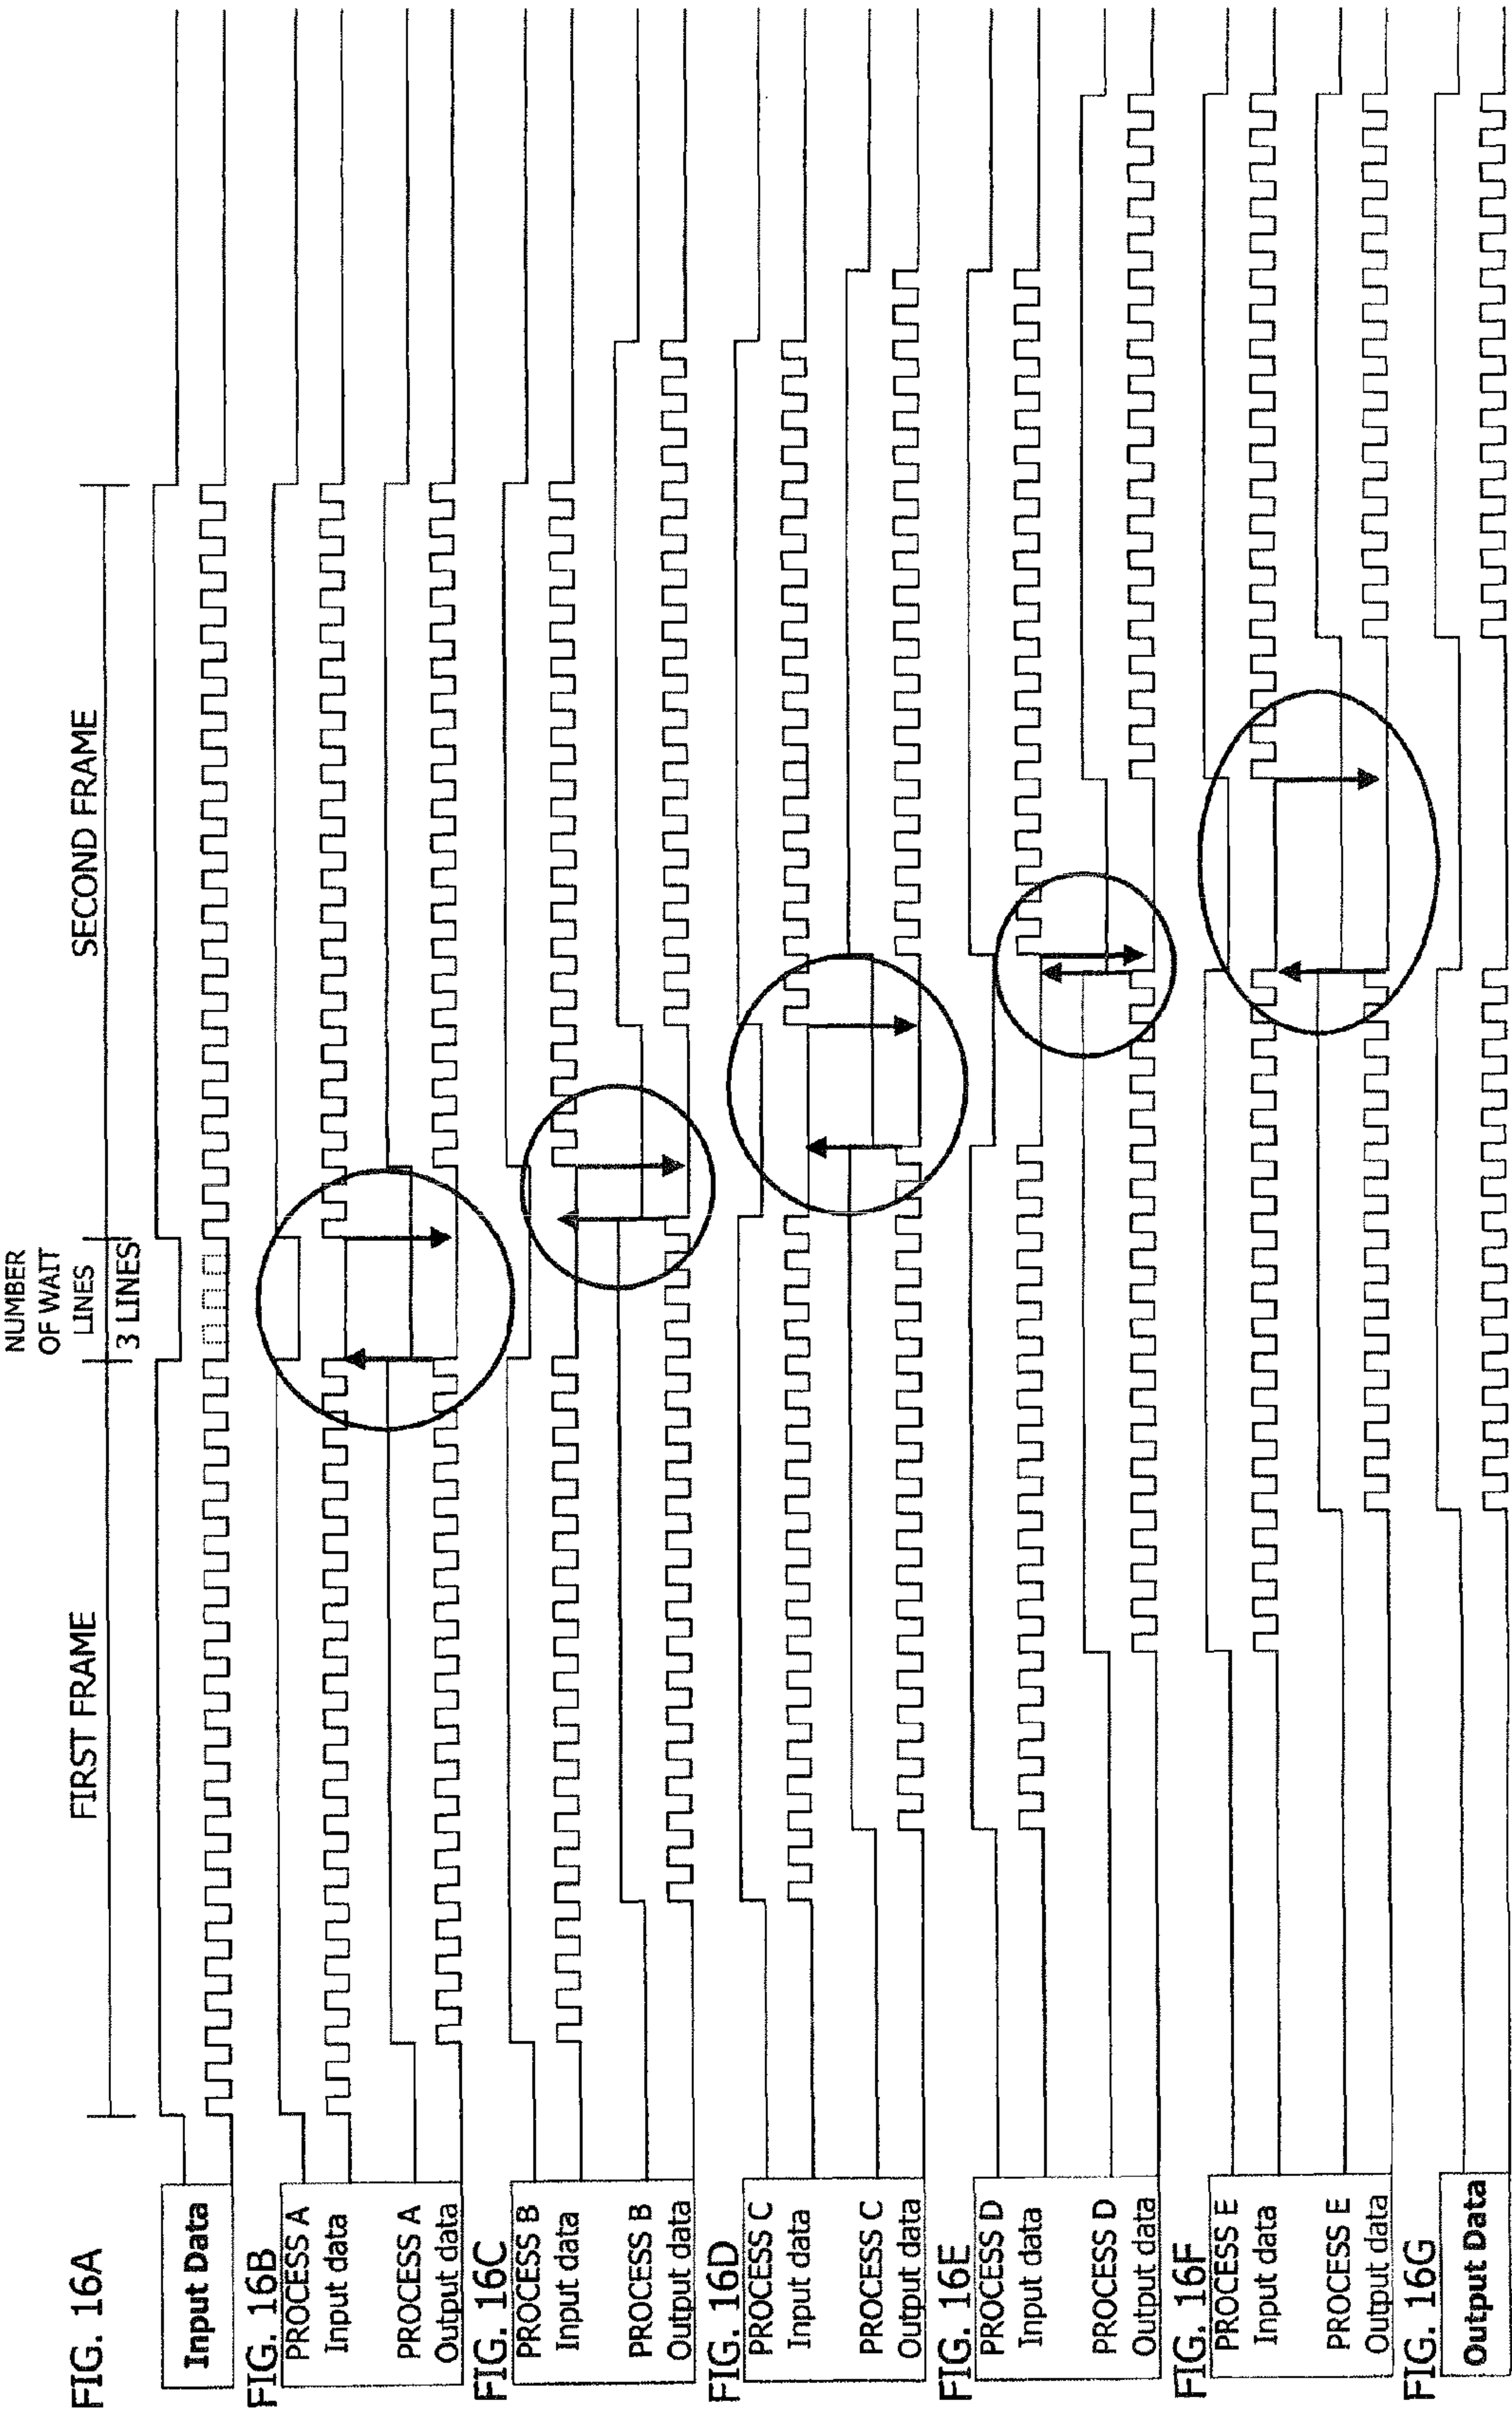 FIG. 16A
FIRST FRAME
NUMBER
OF WAIT
LINES
3 LINES
SECOND FRAME
Input Data
FIG. 16B
PROCESS A
Input data
PROCESS A
Output data
FIG. 16C
PROCESS B
Input data
PROCESS B
Output data
FIG. 16D
PROCESS C
Input data
PROCESS C
Output data
FIG. 16E
PROCESS D
Input data
PROCESS D
Output data
FIG. 16F
PROCESS E
Input data
PROCESS E
Output data
FIG. 16G
Output Data